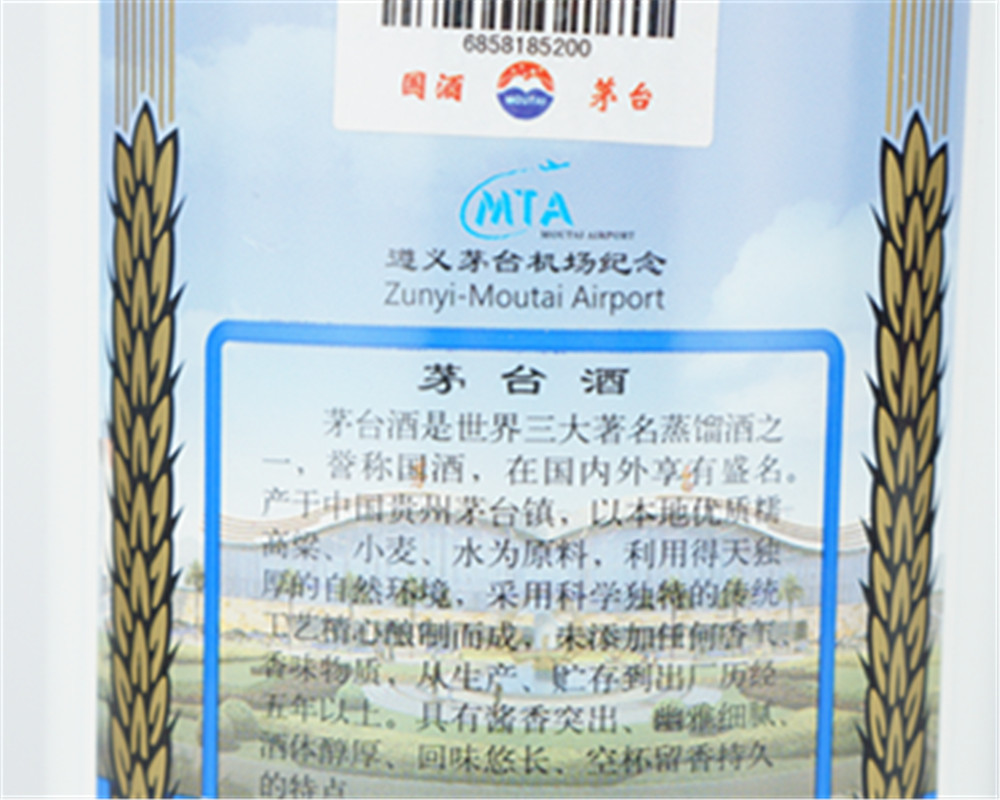 6858185200
国酒 MOUTAI 茅台
MTA
MOUTAI AIRPORT
遵义茅台机场纪念
Zunyi-Moutai Airport
茅台酒
茅台酒是世界三大著名蒸馏酒之
一，誉称国酒，在国内外享有盛名。
产于中国贵州茅台镇，以本地优质糯
高粱、小麦、水为原料，利用得天独
厚的自然环境，采用科学独特的传统
工艺精心酿制而成，未添加任何香气、
香味物质，从生产、贮存到出厂历经
五年以上。具有酱香突出、幽雅细腻、
酒体醇厚、回味悠长、空杯留香持久
的特点